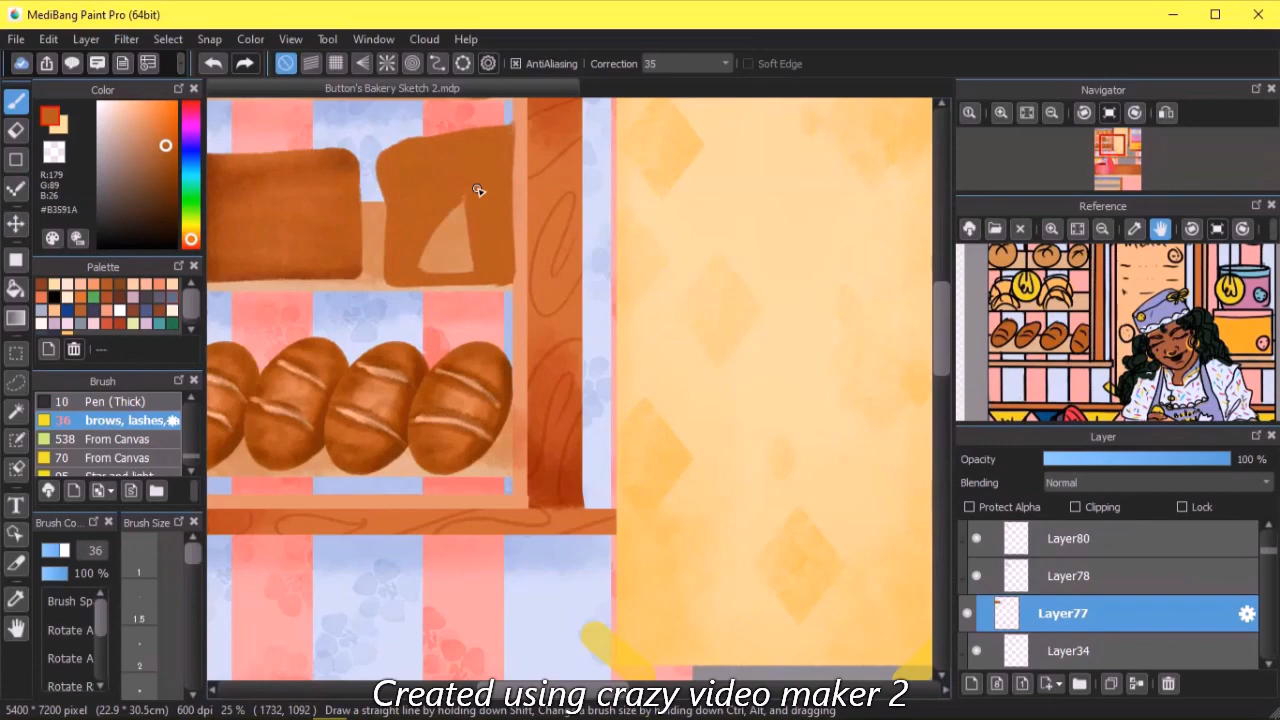 MediBang Paint Pro (64bit)
File Edit Layer Filter Select Snap Color View Tool Window Cloud Help
AntiAliasing Correction 35 Soft Edge
Color
Button's Bakery Sketch 2.mdp
Navigator
R:179
G:89
B:26
#B3591A
Reference
Palette
---
Brush
10 Pen (Thick)
36 brows, lashes,
538 From Canvas
70 From Canvas
95 Star and light
Brush Co... Brush Size
36
100 %
1
Brush Sp
1.5
Rotate A
Rotate A
2
Rotate R
Layer
Opacity 100 %
Blending Normal
Protect Alpha Clipping Lock
Layer80
Layer78
Layer77
Layer34
Created using crazy video maker 2
5400 * 7200 pixel (22.9 * 30.5cm) 600 dpi 25 % ( 1732, 1092 ) Draw a straight line by holding down Shift, Change a brush size by holding down Ctrl, Alt, and dragging